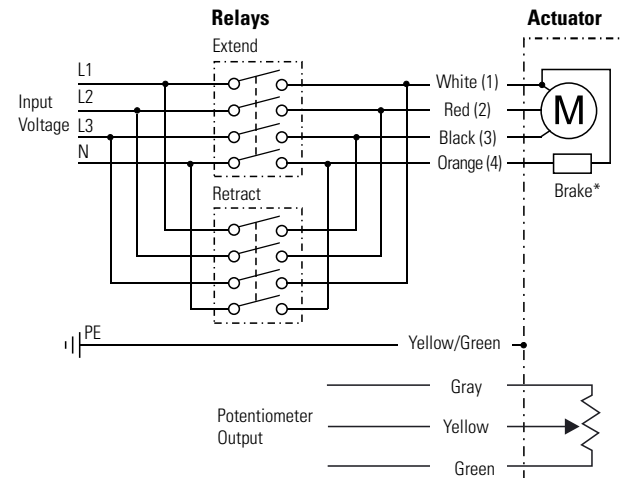 Relays
Actuator
Extend
L1
White (1)
Input
Voltage
L2
Red (2)
M
L3
Black (3)
N
Orange (4)
Brake*
Retract
PE
Yellow/Green
Gray
Potentiometer
Output
Yellow
Green